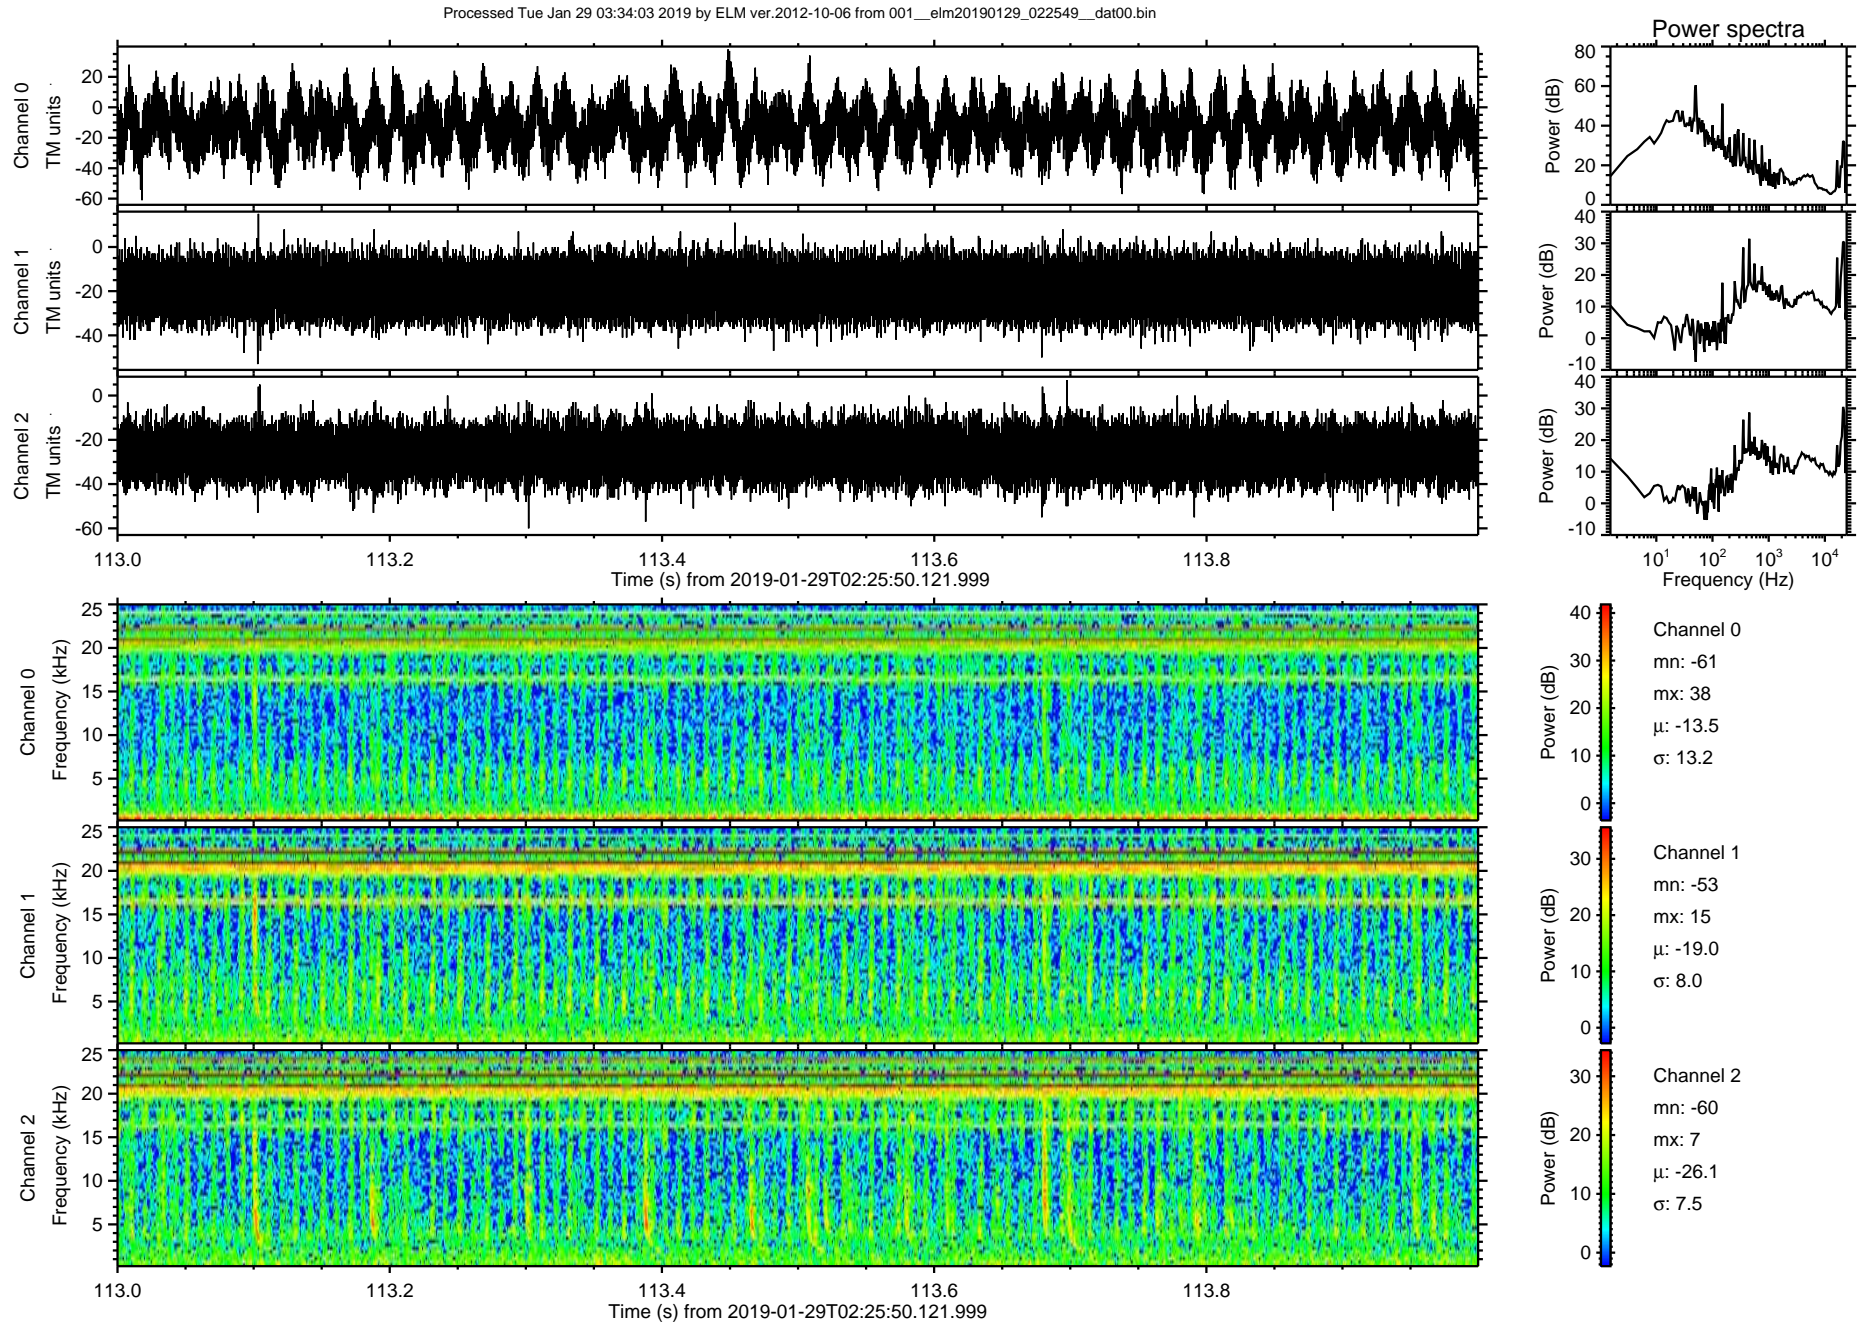 Processed Tue Jan 29 03:34:03 2019 by ELM ver.2012-10-06 from 001__elm20190129_022549__dat00.bin
Power spectra
Channel 0
TM units
20
0
-20
-40
-60
Power (dB)
80
60
40
20
0
Channel 1
TM units
0
-20
-40
Power (dB)
40
30
20
10
0
-10
Channel 2
TM units
0
-20
-40
-60
Power (dB)
40
30
20
10
0
-10
113.0 113.2 113.4 113.6 113.8
Time (s) from 2019-01-29T02:25:50.121.999
10^1 10^2 10^3 10^4
Frequency (Hz)
Channel 0
Frequency (kHz)
25
20
15
10
5
Power (dB)
40
30
20
10
0
Channel 0
mn: -61
mx: 38
μ: -13.5
σ: 13.2
Channel 1
Frequency (kHz)
25
20
15
10
5
Power (dB)
30
20
10
0
Channel 1
mn: -53
mx: 15
μ: -19.0
σ: 8.0
Channel 2
Frequency (kHz)
25
20
15
10
5
Power (dB)
30
20
10
0
Channel 2
mn: -60
mx: 7
μ: -26.1
σ: 7.5
113.0 113.2 113.4 113.6 113.8
Time (s) from 2019-01-29T02:25:50.121.999